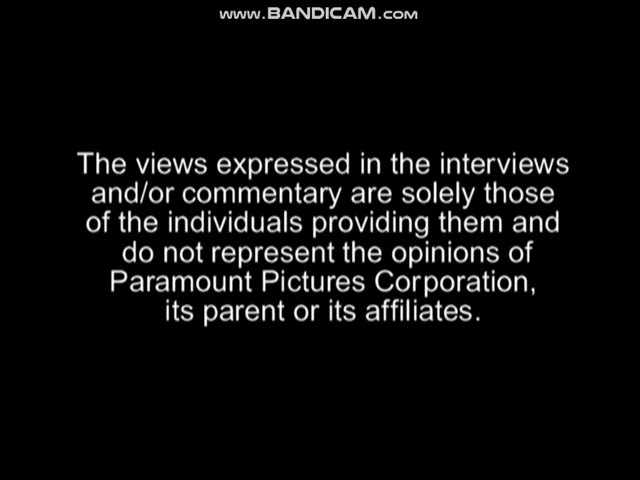 www.BANDICAM.com
The views expressed in the interviews
and/or commentary are solely those
of the individuals providing them and
do not represent the opinions of
Paramount Pictures Corporation,
its parent or its affiliates.